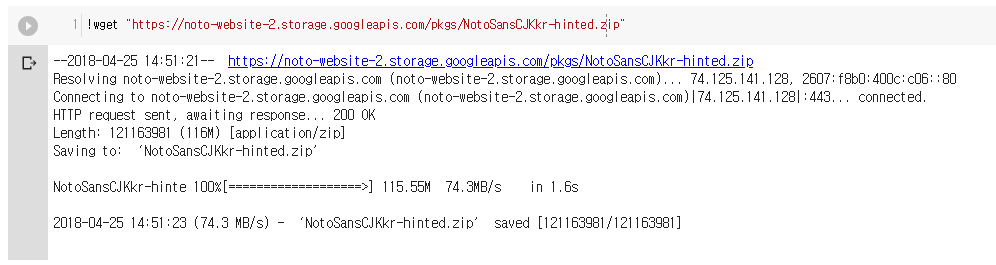 1 !wget "https://noto-website-2.storage.googleapis.com/pkgs/NotoSansCJKkr-hinted.zip"
--2018-04-25 14:51:21-- https://noto-website-2.storage.googleapis.com/pkgs/NotoSansCJKkr-hinted.zip
Resolving noto-website-2.storage.googleapis.com (noto-website-2.storage.googleapis.com)... 74.125.141.128, 2607:f8b0:400c:c06::80
Connecting to noto-website-2.storage.googleapis.com (noto-website-2.storage.googleapis.com)|74.125.141.128|:443... connected.
HTTP request sent, awaiting response... 200 OK
Length: 121163981 (116M) [application/zip]
Saving to: ‘NotoSansCJKkr-hinted.zip’
NotoSansCJKkr-hinte 100%[===================>] 115.55M 74.3MB/s in 1.6s
2018-04-25 14:51:23 (74.3 MB/s) - ‘NotoSansCJKkr-hinted.zip’ saved [121163981/121163981]